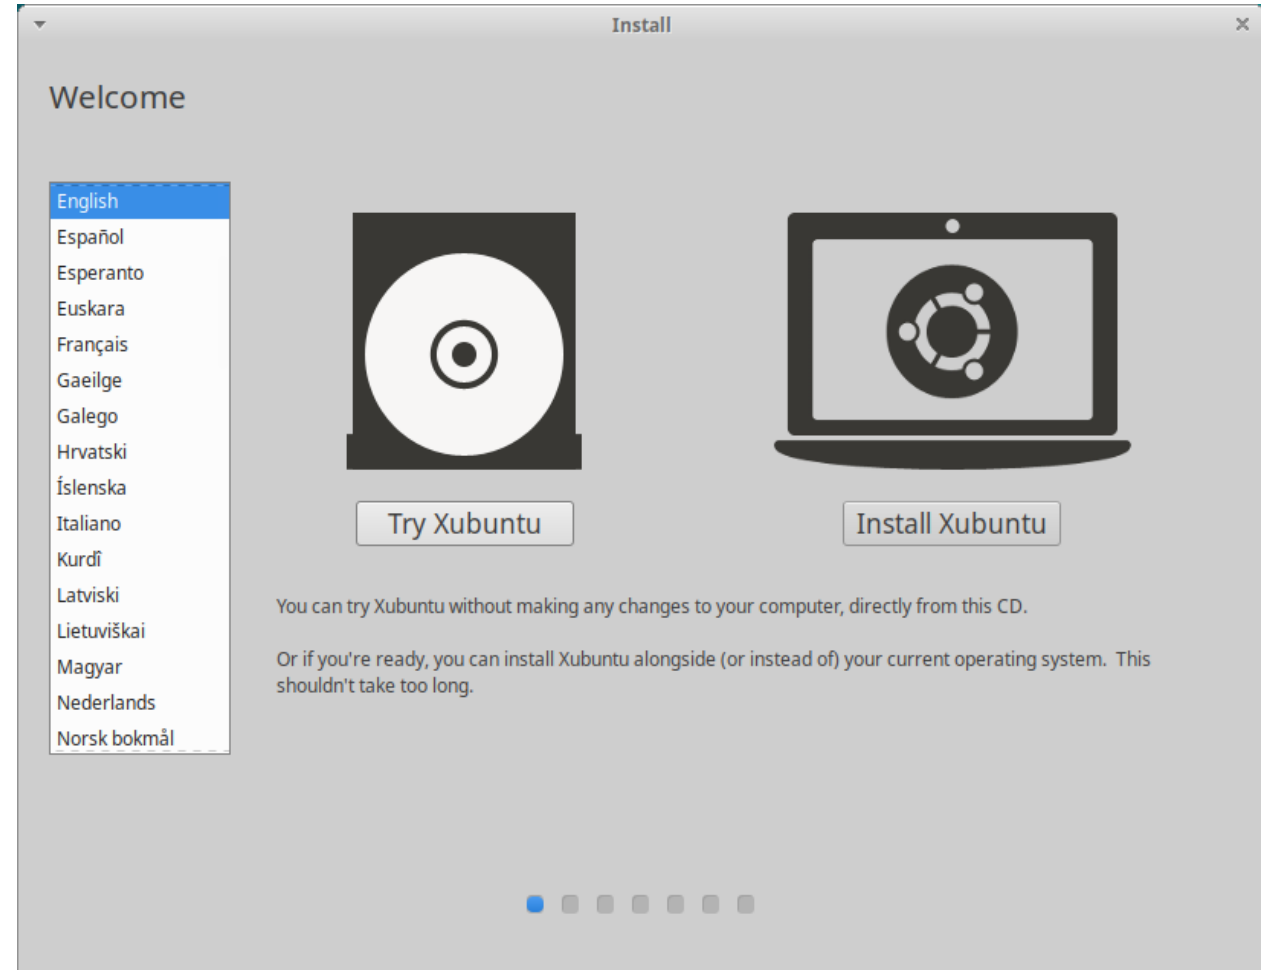 Install
Welcome
English
Español
Esperanto
Euskara
Français
Gaeilge
Galego
Hrvatski
Íslenska
Italiano
Kurdî
Latviski
Lietuviškai
Magyar
Nederlands
Norsk bokmål
Try Xubuntu
Install Xubuntu
You can try Xubuntu without making any changes to your computer, directly from this CD.
Or if you're ready, you can install Xubuntu alongside (or instead of) your current operating system.  This
shouldn't take too long.